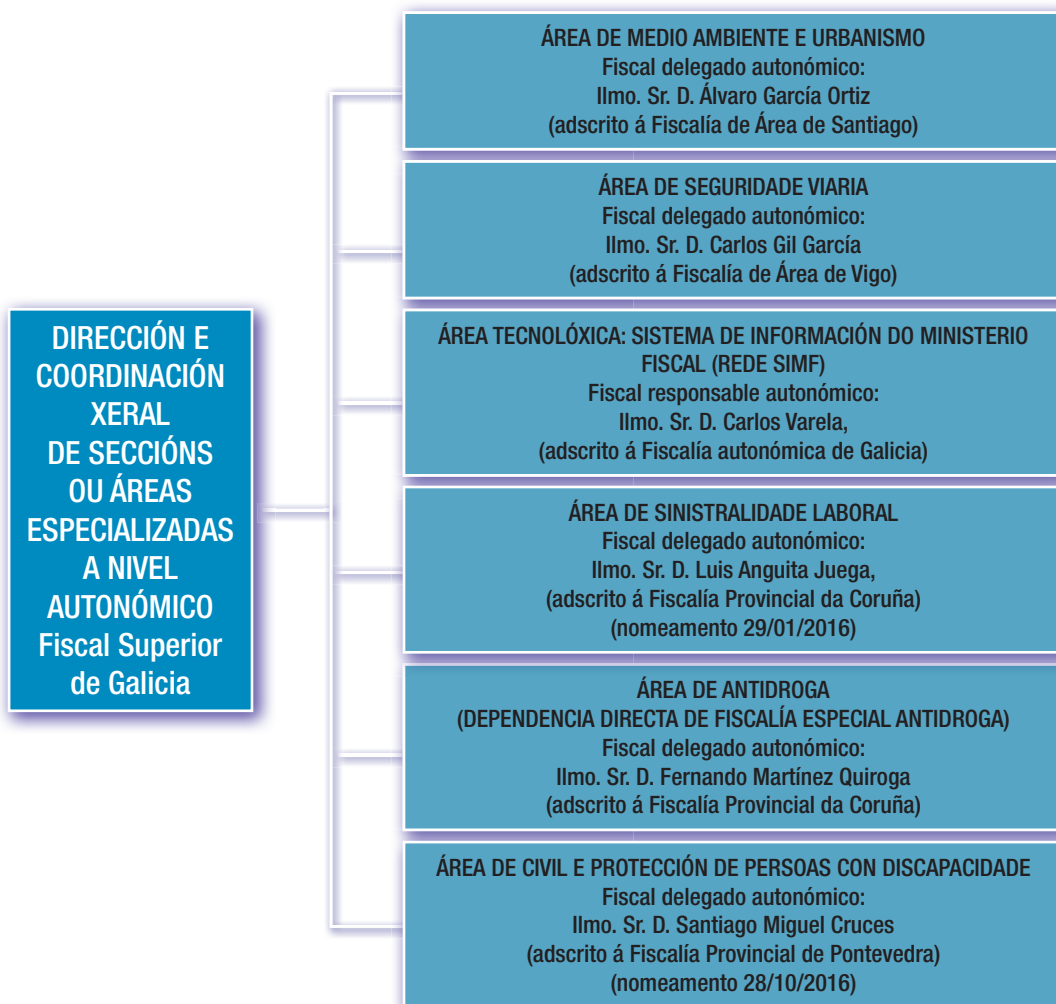 DIRECCIÓN E
COORDINACIÓN
XERAL
DE SECCIÓNS
OU ÁREAS
ESPECIALIZADAS
A NIVEL
AUTONÓMICO
Fiscal Superior
de Galicia
ÁREA DE MEDIO AMBIENTE E URBANISMO
Fiscal delegado autonómico:
Ilmo. Sr. D. Álvaro García Ortiz
(adscrito á Fiscalía de Área de Santiago)
ÁREA DE SEGURIDADE VIARIA
Fiscal delegado autonómico:
Ilmo. Sr. D. Carlos Gil García
(adscrito á Fiscalía de Área de Vigo)
ÁREA TECNOLÓXICA: SISTEMA DE INFORMACIÓN DO MINISTERIO
FISCAL (REDE SIMF)
Fiscal responsable autonómico:
Ilmo. Sr. D. Carlos Varela,
(adscrito á Fiscalía autonómica de Galicia)
ÁREA DE SINISTRALIDADE LABORAL
Fiscal delegado autonómico:
Ilmo. Sr. D. Luis Anguita Juega,
(adscrito á Fiscalía Provincial da Coruña)
(nomeamento 29/01/2016)
ÁREA DE ANTIDROGA
(DEPENDENCIA DIRECTA DE FISCALÍA ESPECIAL ANTIDROGA)
Fiscal delegado autonómico:
Ilmo. Sr. D. Fernando Martínez Quiroga
(adscrito á Fiscalía Provincial da Coruña)
ÁREA DE CIVIL E PROTECCIÓN DE PERSOAS CON DISCAPACIDADE
Fiscal delegado autonómico:
Ilmo. Sr. D. Santiago Miguel Cruces
(adscrito á Fiscalía Provincial de Pontevedra)
(nomeamento 28/10/2016)